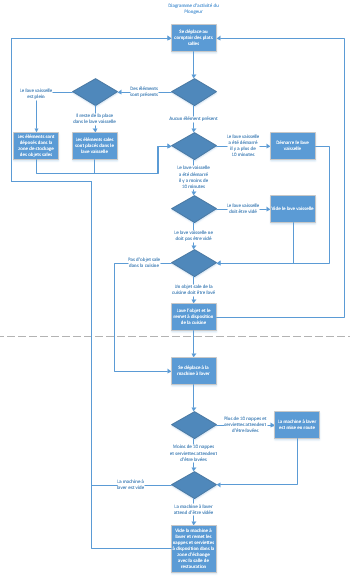 Diagramme d'activité du
Plongeur
Se déplace au
comptoir des plats
sales
Des éléments
sont présents
Le lave vaisselle
est plein
Il reste de la place
dans le lave vaisselle
Aucun élément présent
Les éléments sont
déposés dans la
zone de stockage
des objets sales
Les éléments sales
sont placés dans le
lave vaisselle
Le lave vaisselle
a été démarré
il y a plus de
10 minutes
Démarre le lave
vaisselle
Le lave vaisselle
a été démarré
il y a moins de
10 minutes
Le lave vaisselle
doit être vidé
Vide le lave vaisselle
Le lave vaisselle ne
doit pas être vidé
Pas d'objet sale
dans la cuisine
Un objet sale de la
cuisine doit être lavé
Lave l'objet et le
remet à disposition
de la cuisine
Se déplace à la
machine à laver
Plus de 10 nappes et
serviettes attendent
d'être lavées
La machine à laver
est mise en route
Moins de 10 nappes
et serviettes attendent
d'être lavées
La machine à
laver est vide
La machine à laver
attend d'être vidée
Vide la machine à
laver et remet les
nappes et serviettes
à disposition dans la
zone d'échange
avec la salle de
restauration